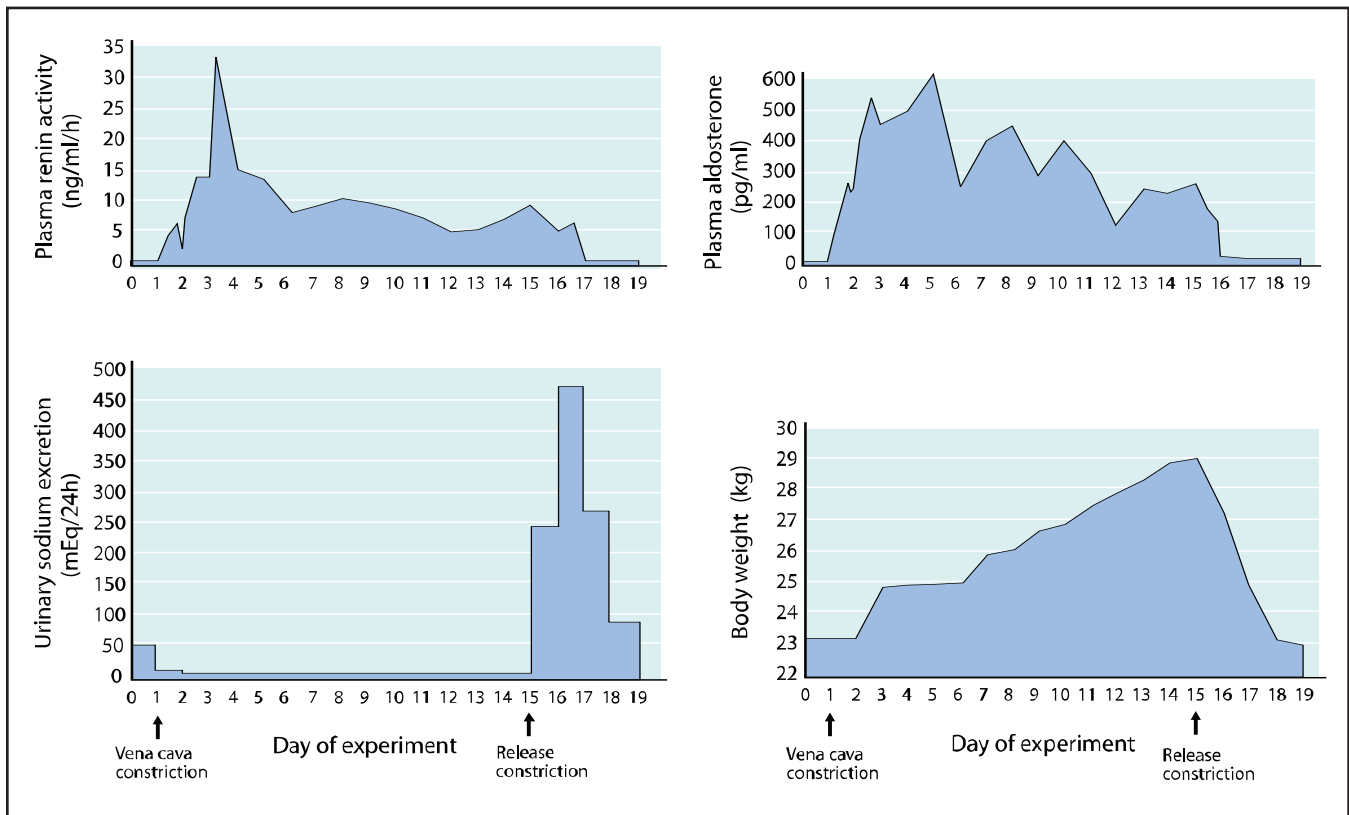 Plasma renin activity
(ng/ml/h)
35
30
25
20
15
10
5
0
0 1 2 3 4 5 6 7 8 9 10 11 12 13 14 15 16 17 18 19
Plasma aldosterone
(pg/ml)
600
500
400
300
200
100
0
0 1 2 3 4 5 6 7 8 9 10 11 12 13 14 15 16 17 18 19
Urinary sodium excretion
(mEq/24h)
500
450
400
350
300
250
200
150
100
50
0
0 1 2 3 4 5 6 7 8 9 10 11 12 13 14 15 16 17 18 19
Vena cava
constriction
Day of experiment
Release
constriction
Body weight (kg)
30
29
28
27
26
25
24
23
22
0 1 2 3 4 5 6 7 8 9 10 11 12 13 14 15 16 17 18 19
Vena cava
constriction
Day of experiment
Release
constriction